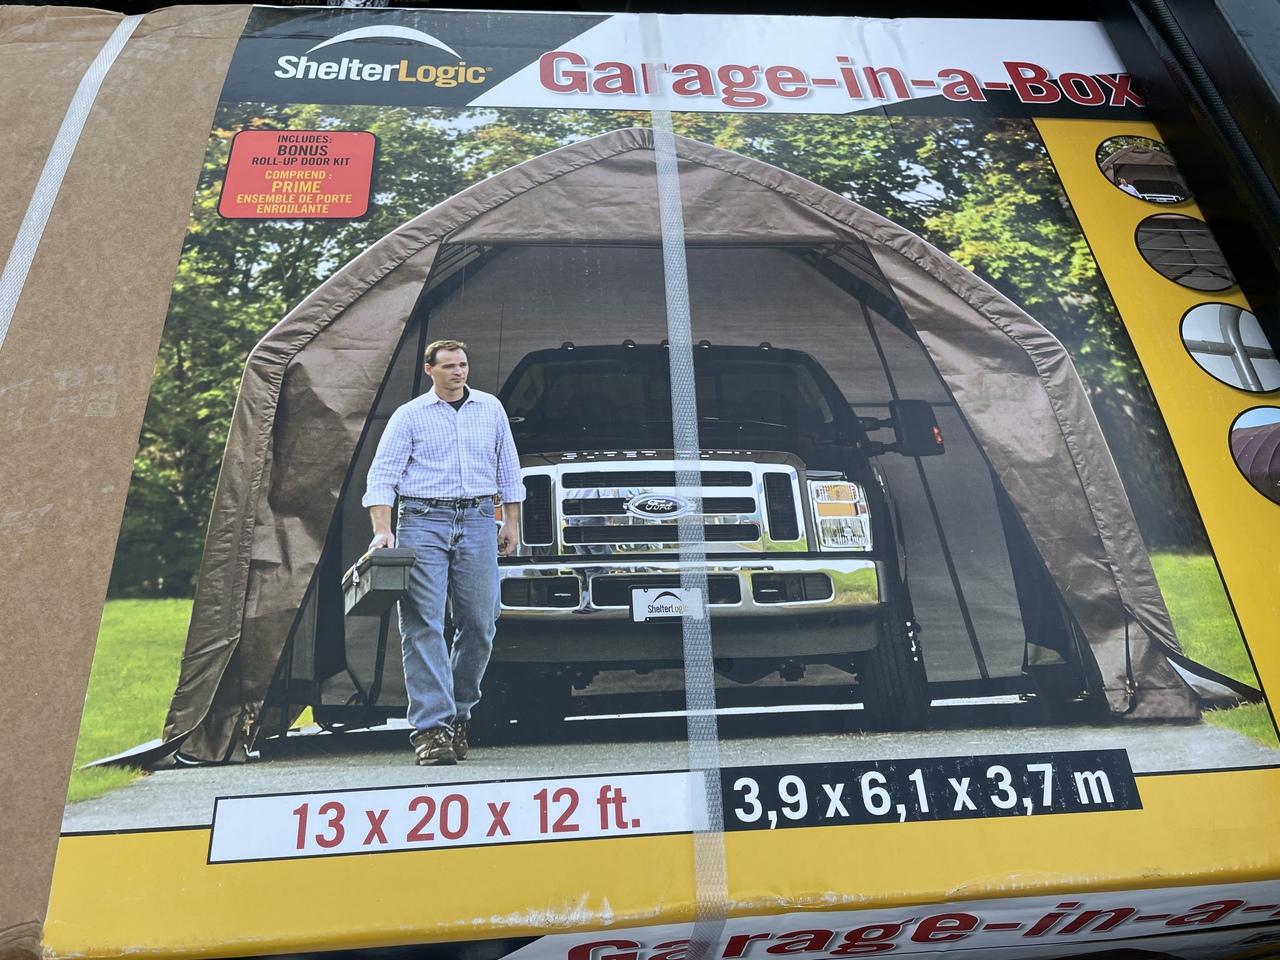 ShelterLogic®
Garage-in-a-Box
INCLUDES:
BONUS
ROLL-UP DOOR KIT
COMPREND :
PRIME
ENSEMBLE DE PORTE
ENROULANTE
Ford
ShelterLogic
13 x 20 x 12 ft.
3,9 x 6,1 x 3,7 m
Garage-in-a-